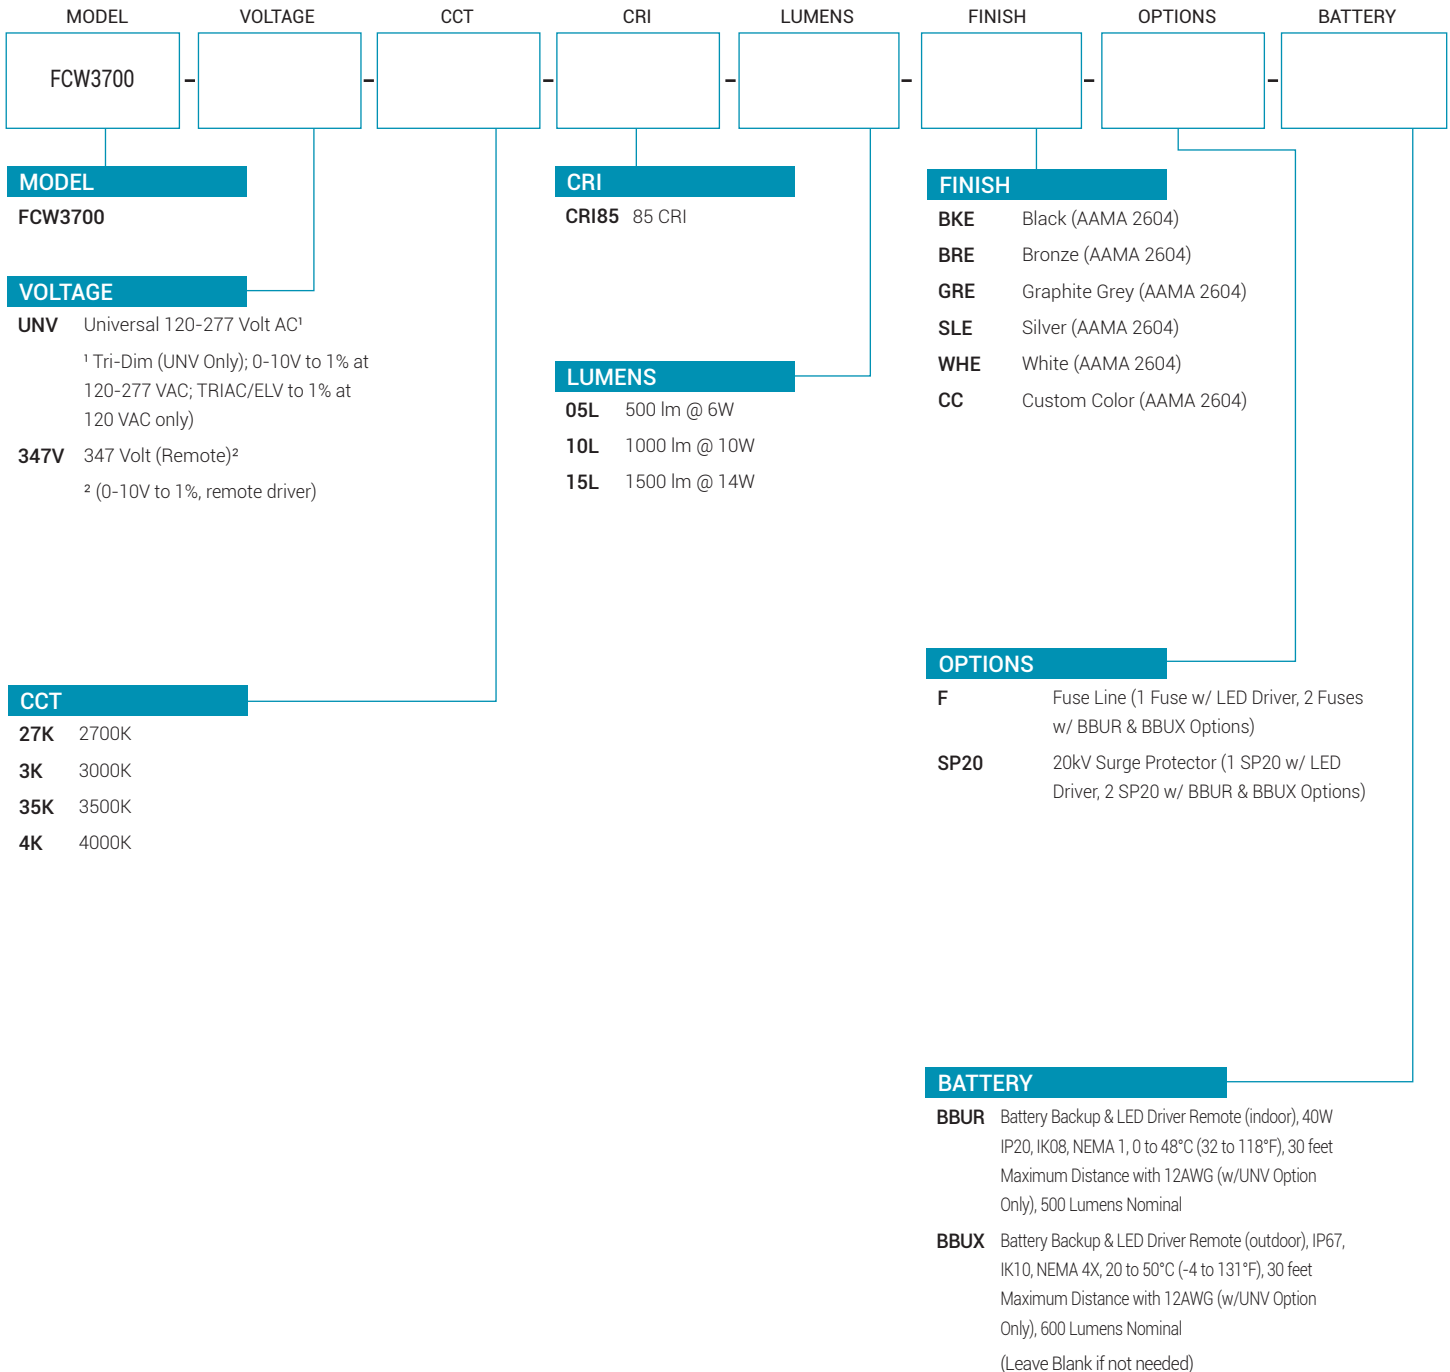 MODEL VOLTAGE CCT CRI LUMENS FINISH OPTIONS BATTERY
FCW3700 - - - - - - -
MODEL
FCW3700
VOLTAGE
UNV Universal 120-277 Volt AC¹
¹ Tri-Dim (UNV Only); 0-10V to 1% at
120-277 VAC; TRIAC/ELV to 1% at
120 VAC only)
347V 347 Volt (Remote)²
² (0-10V to 1%, remote driver)
CCT
27K 2700K
3K 3000K
35K 3500K
4K 4000K
CRI
CRI85 85 CRI
LUMENS
05L 500 lm @ 6W
10L 1000 lm @ 10W
15L 1500 lm @ 14W
FINISH
BKE Black (AAMA 2604)
BRE Bronze (AAMA 2604)
GRE Graphite Grey (AAMA 2604)
SLE Silver (AAMA 2604)
WHE White (AAMA 2604)
CC Custom Color (AAMA 2604)
OPTIONS
F Fuse Line (1 Fuse w/ LED Driver, 2 Fuses
w/ BBUR & BBUX Options)
SP20 20kV Surge Protector (1 SP20 w/ LED
Driver, 2 SP20 w/ BBUR & BBUX Options)
BATTERY
BBUR Battery Backup & LED Driver Remote (indoor), 40W
IP20, IK08, NEMA 1, 0 to 48°C (32 to 118°F), 30 feet
Maximum Distance with 12AWG (w/UNV Option
Only), 500 Lumens Nominal
BBUX Battery Backup & LED Driver Remote (outdoor), IP67,
IK10, NEMA 4X, 20 to 50°C (-4 to 131°F), 30 feet
Maximum Distance with 12AWG (w/UNV Option
Only), 600 Lumens Nominal
(Leave Blank if not needed)